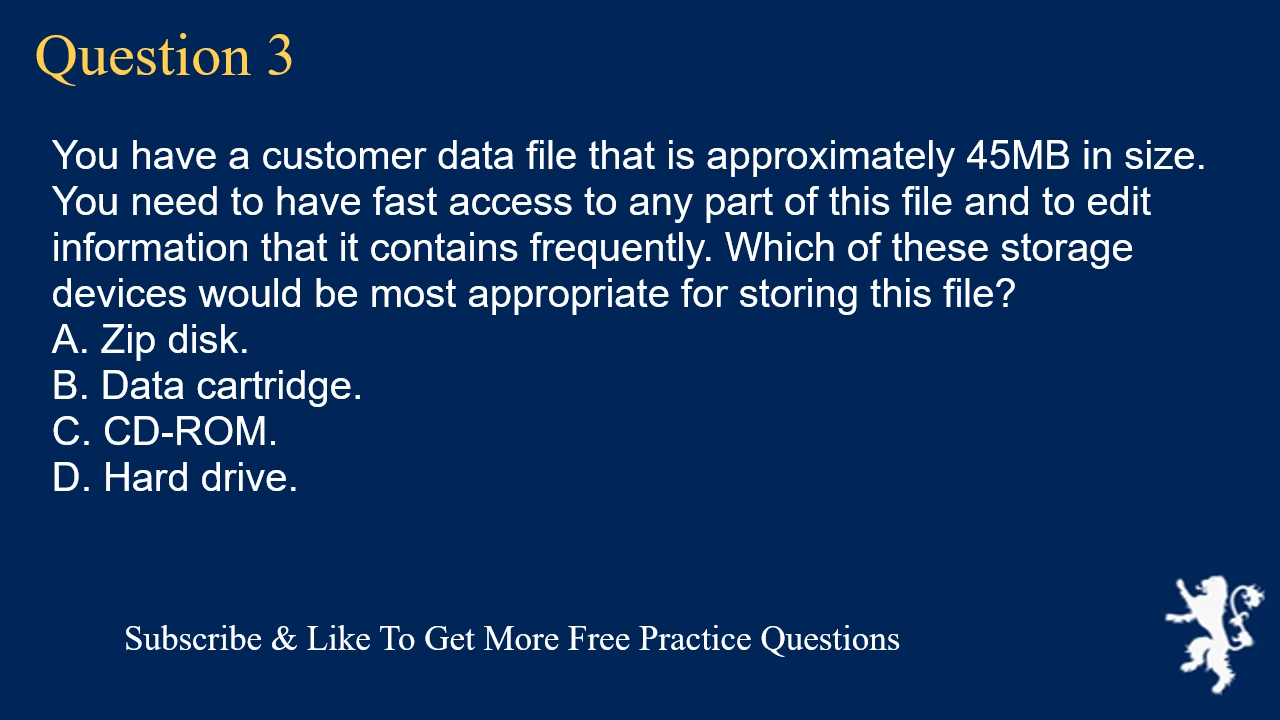 Question 3
You have a customer data file that is approximately 45MB in size.
You need to have fast access to any part of this file and to edit
information that it contains frequently. Which of these storage
devices would be most appropriate for storing this file?
A. Zip disk.
B. Data cartridge.
C. CD-ROM.
D. Hard drive.
Subscribe & Like To Get More Free Practice Questions